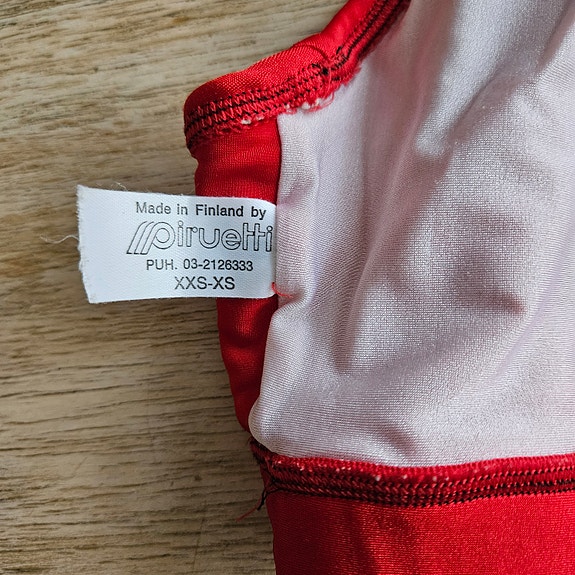 Made in Finland by
piruetti
PUH. 03-2126333
XXS-XS